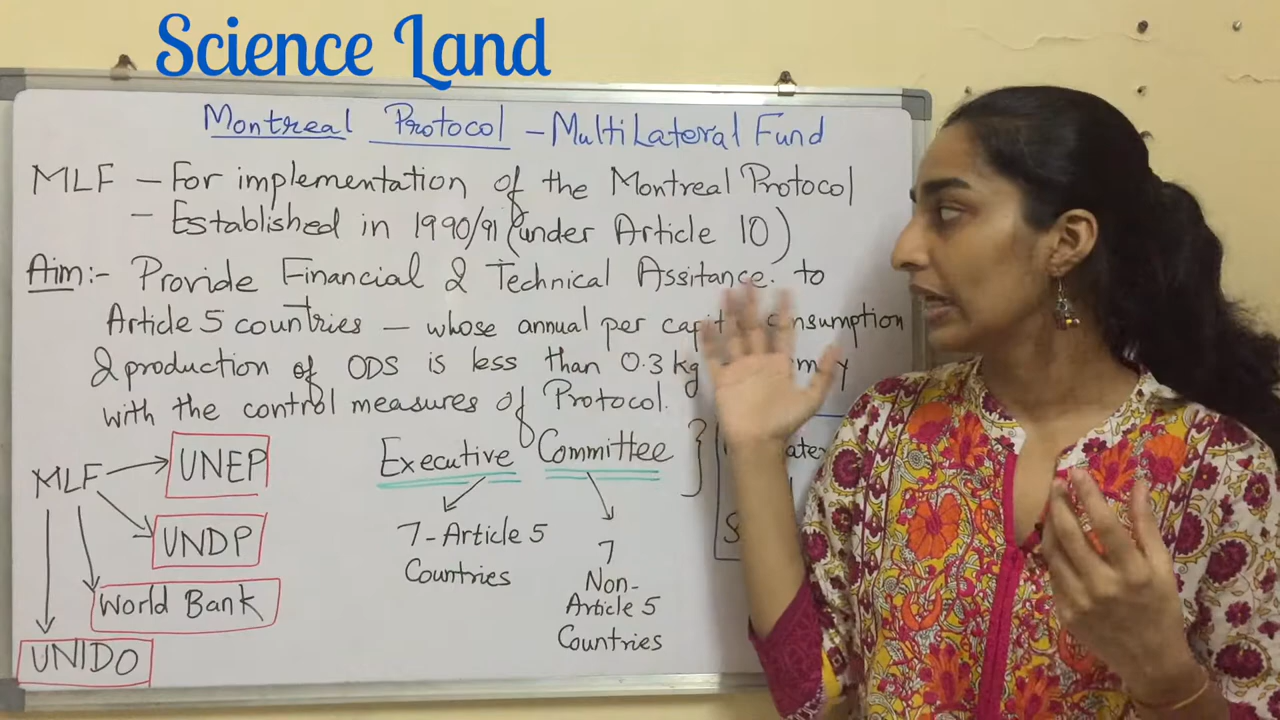 Science Land
Montreal Protocol - MultiLateral Fund
MLF - For implementation of the Montreal Protocol
- Established in 1990/91 (under Article 10)
Aim:- Provide Financial & Technical Assitance. to
Article 5 countries - whose annual per capit consumption
& production of ODS is less than 0.3 kg
with the control measures of Protocol.
MLF
UNEP
UNDP
World Bank
UNIDO
Executive Committee
7-Article 5
Countries
7
Non-
Article 5
Countries